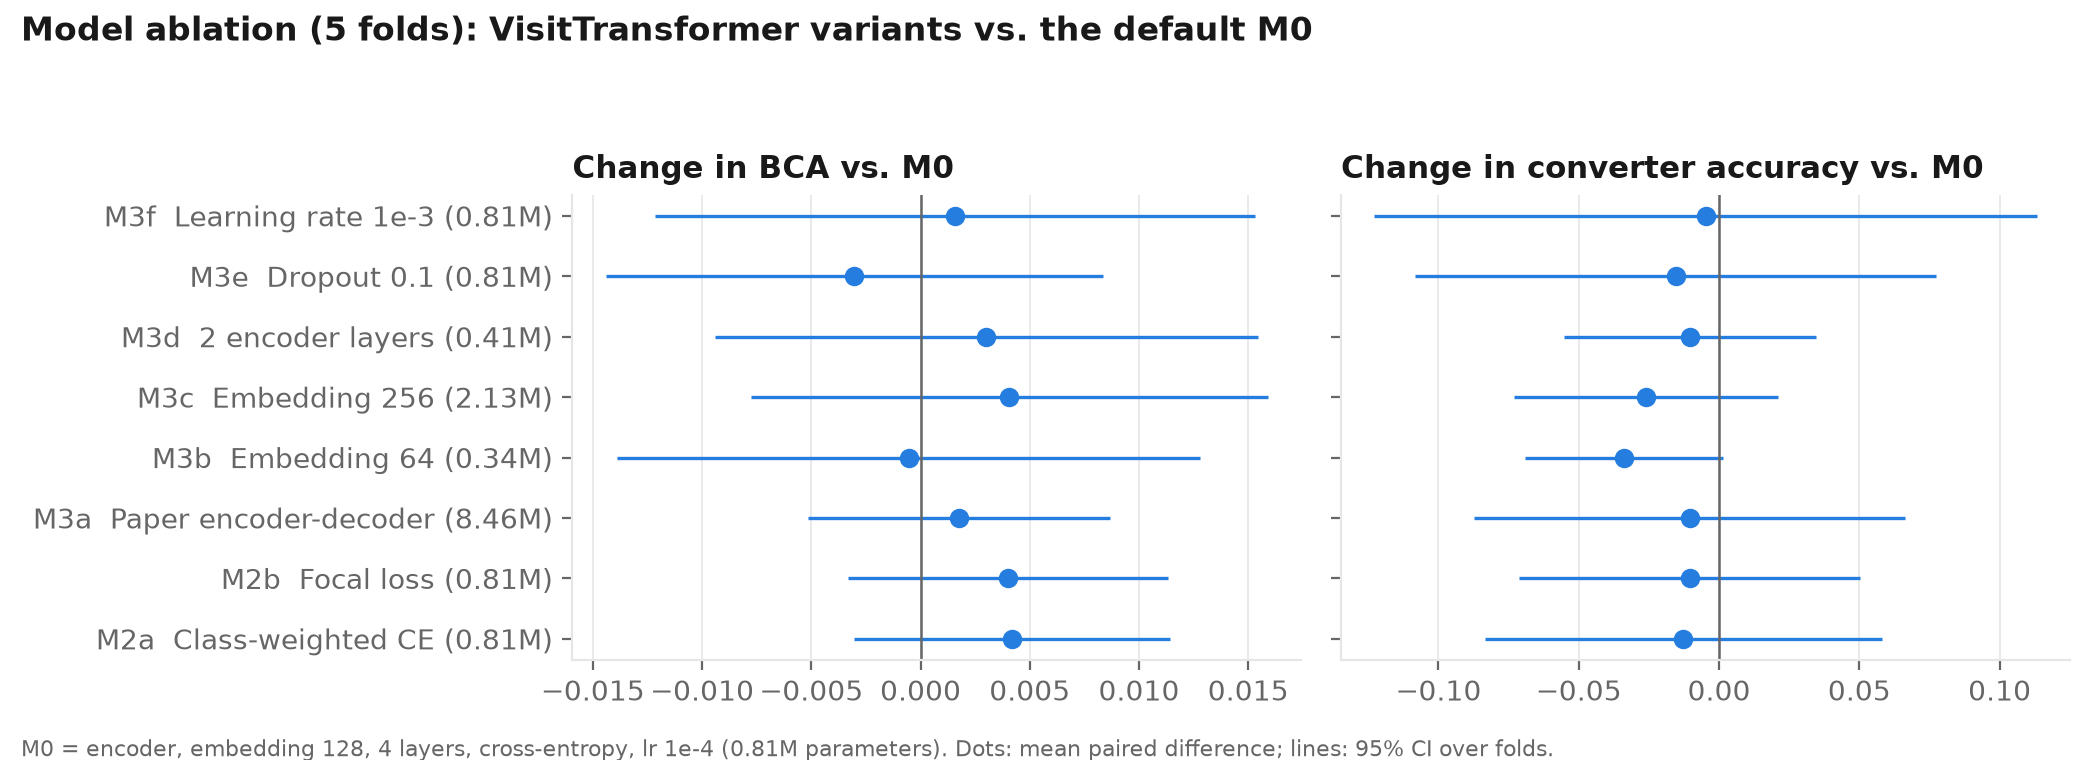 Model ablation (5 folds): VisitTransformer variants vs. the default M0
Change in BCA vs. M0
Change in converter accuracy vs. M0
M3f  Learning rate 1e-3 (0.81M)
M3e  Dropout 0.1 (0.81M)
M3d  2 encoder layers (0.41M)
M3c  Embedding 256 (2.13M)
M3b  Embedding 64 (0.34M)
M3a  Paper encoder-decoder (8.46M)
M2b  Focal loss (0.81M)
M2a  Class-weighted CE (0.81M)
−0.015 −0.010 −0.005 0.000 0.005 0.010 0.015
−0.10 −0.05 0.00 0.05 0.10
M0 = encoder, embedding 128, 4 layers, cross-entropy, lr 1e-4 (0.81M parameters). Dots: mean paired difference; lines: 95% CI over folds.